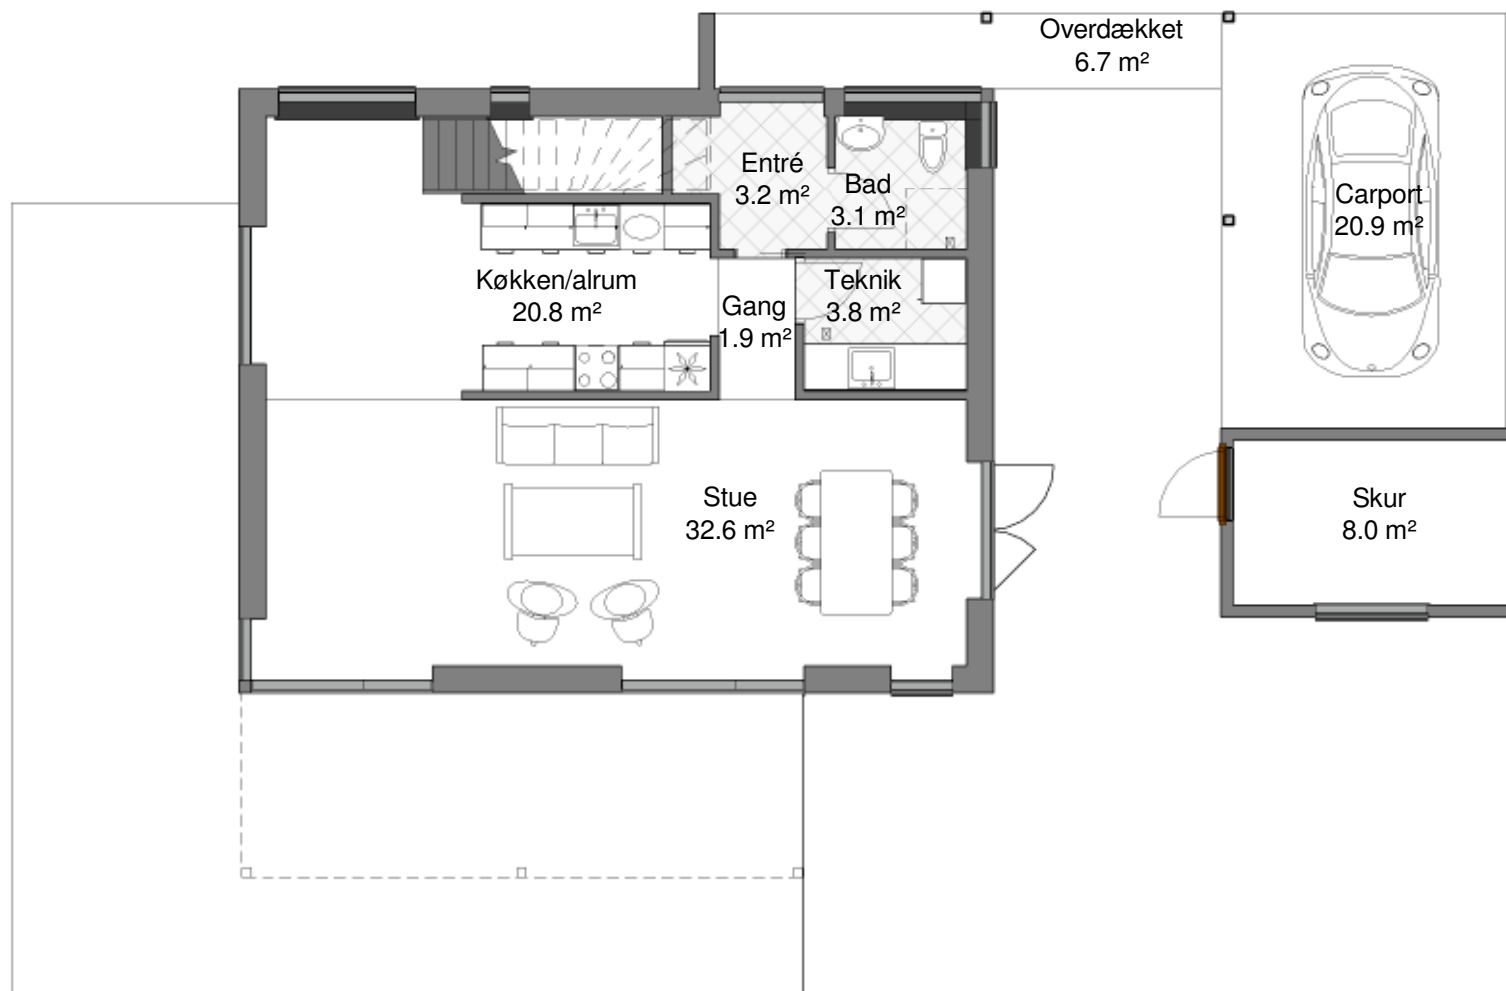 Overdækket
6.7 m²
Entré
3.2 m²
Bad
3.1 m²
Carport
20.9 m²
Køkken/alrum
20.8 m²
Gang
1.9 m²
Teknik
3.8 m²
Stue
32.6 m²
Skur
8.0 m²